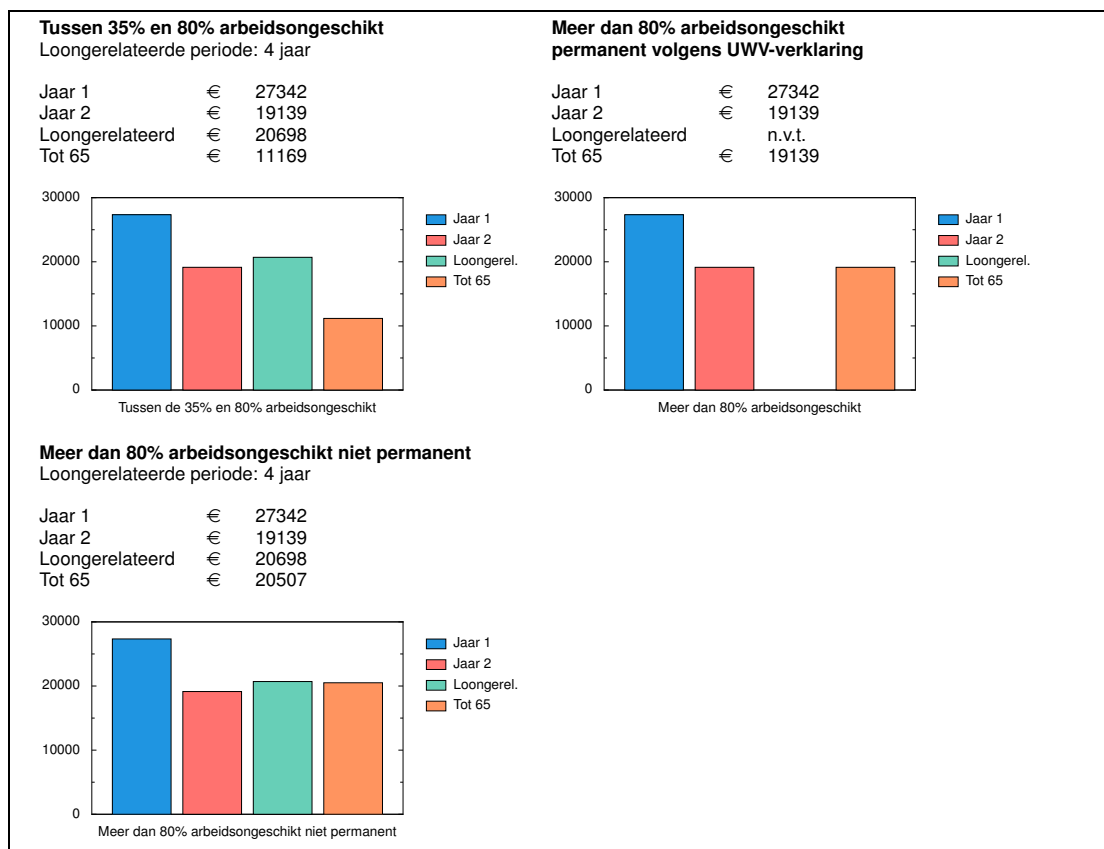 Tussen 35% en 80% arbeidsongeschikt
Loongerelateerde periode: 4 jaar
Jaar 1 € 27342
Jaar 2 € 19139
Loongerelateerd € 20698
Tot 65 € 11169
30000
20000
10000
0
Jaar 1
Jaar 2
Loongerel.
Tot 65
Tussen de 35% en 80% arbeidsongeschikt
Meer dan 80% arbeidsongeschikt
permanent volgens UWV-verklaring
Jaar 1 € 27342
Jaar 2 € 19139
Loongerelateerd n.v.t.
Tot 65 € 19139
30000
20000
10000
0
Jaar 1
Jaar 2
Loongerel.
Tot 65
Meer dan 80% arbeidsongeschikt
Meer dan 80% arbeidsongeschikt niet permanent
Loongerelateerde periode: 4 jaar
Jaar 1 € 27342
Jaar 2 € 19139
Loongerelateerd € 20698
Tot 65 € 20507
30000
20000
10000
0
Jaar 1
Jaar 2
Loongerel.
Tot 65
Meer dan 80% arbeidsongeschikt niet permanent